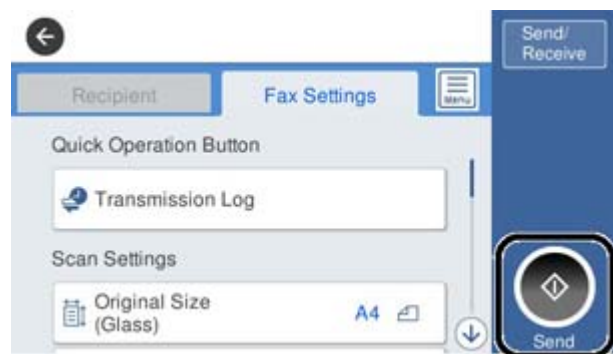 Send/
Receive
Recipient
Fax Settings
Menu
Quick Operation Button
Transmission Log
Scan Settings
Original Size
(Glass)
A4
Send